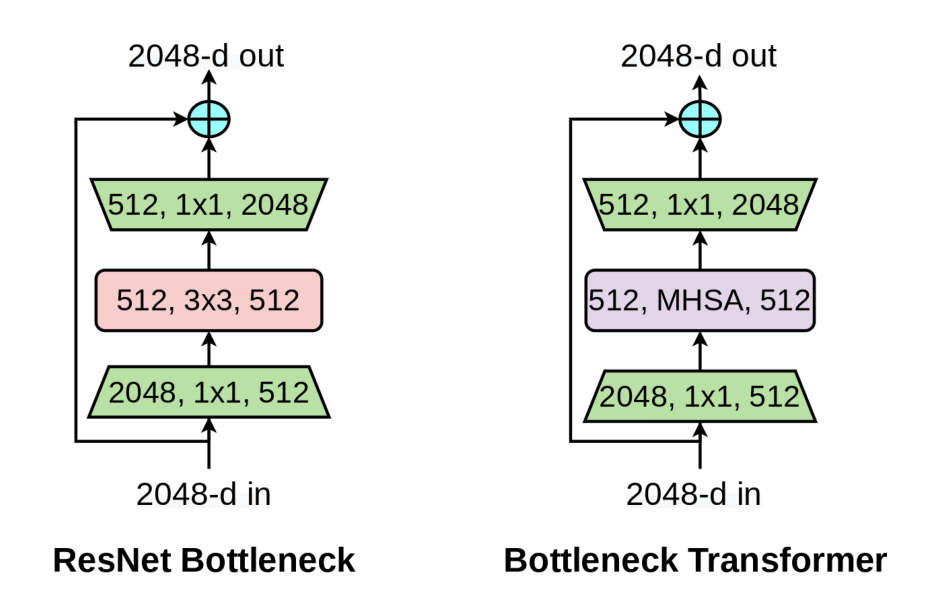 2048-d out
512, 1x1, 2048
512, 3x3, 512
2048, 1x1, 512
2048-d in
ResNet Bottleneck
2048-d out
512, 1x1, 2048
512, MHSA, 512
2048, 1x1, 512
2048-d in
Bottleneck Transformer